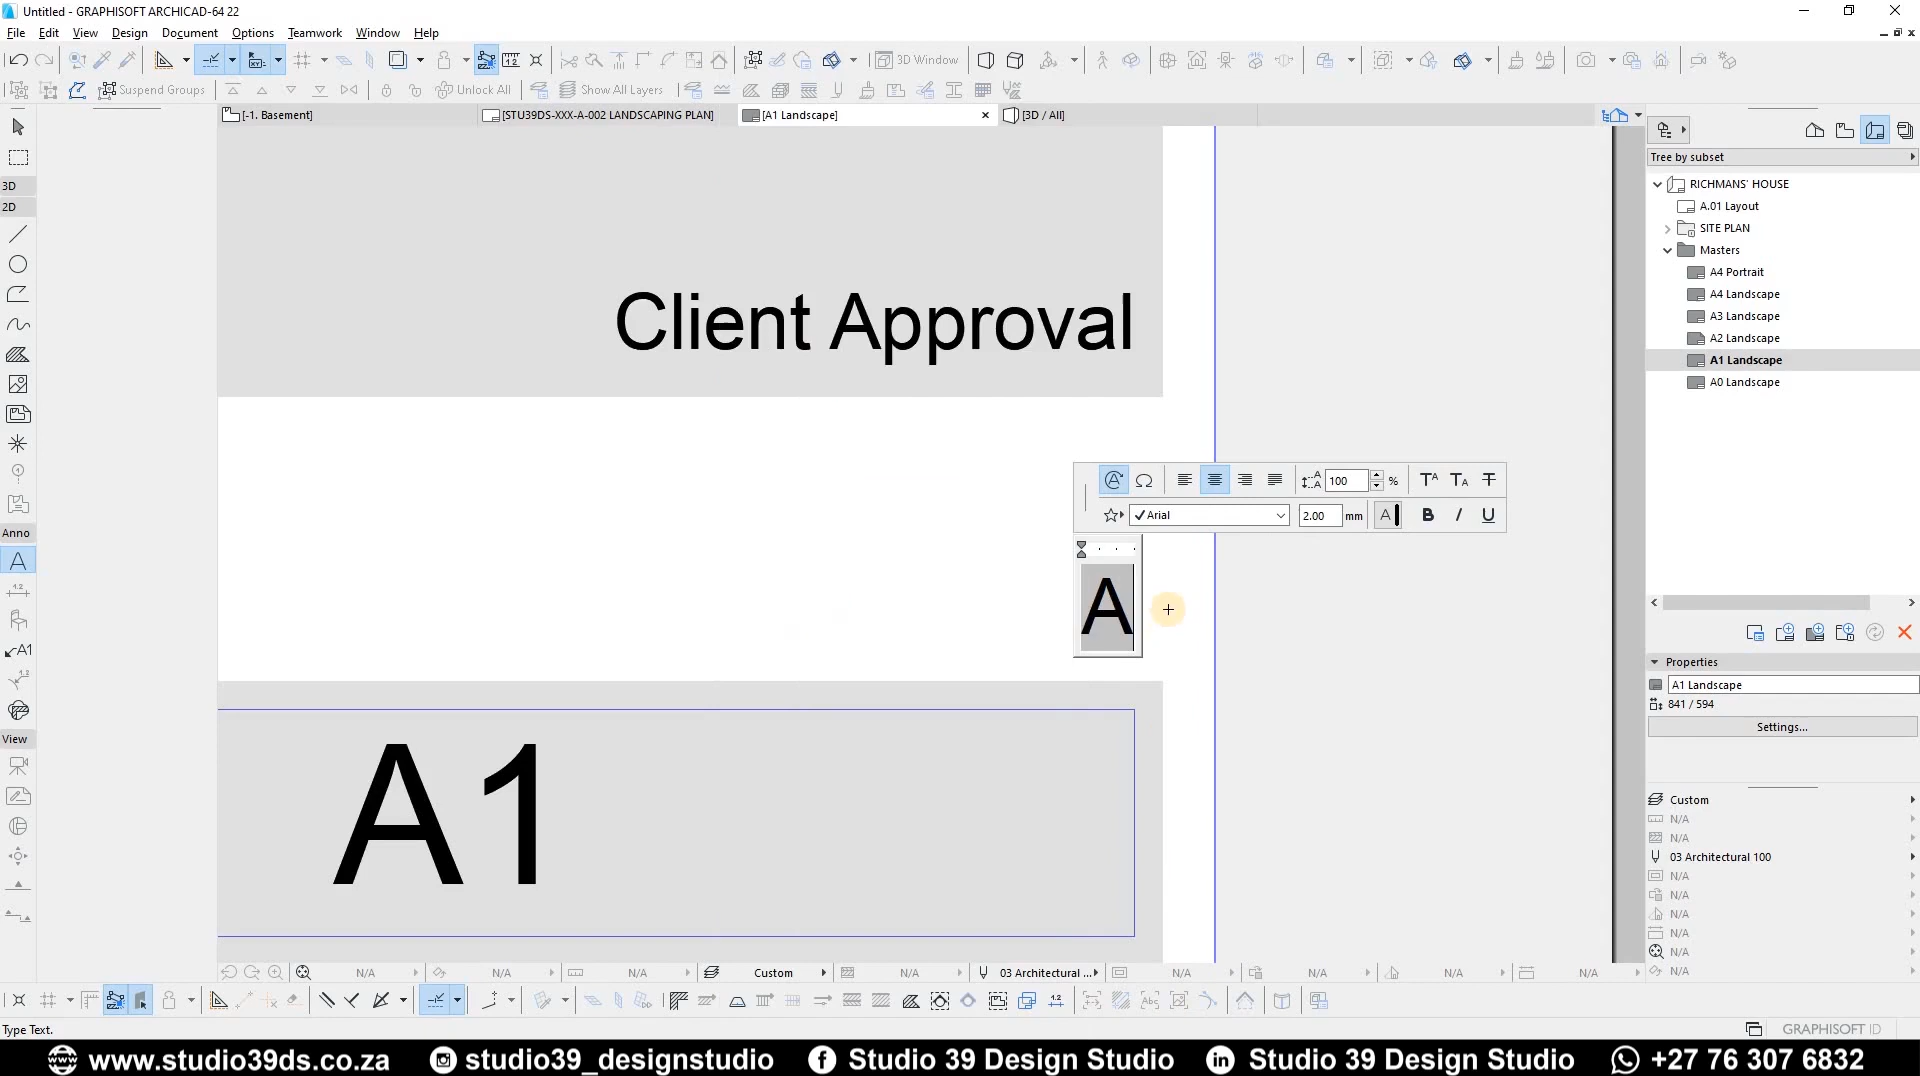 Untitled - GRAPHISOFT ARCHICAD-64 22
File Edit View Design Document Options Teamwork Window Help
3D Window
Suspend Groups Unlock All Show All Layers
[-1. Basement] [STU39DS-XXX-A-002 LANDSCAPING PLAN] [A1 Landscape] [3D / All]
3D
2D
Anno
A1
View
Client Approval
100 %
Arial 2.00 mm A B I U
A
A1
Tree by subset
RICHMANS' HOUSE
A.01 Layout
SITE PLAN
Masters
A4 Portrait
A4 Landscape
A3 Landscape
A2 Landscape
A1 Landscape
A0 Landscape
Properties
A1 Landscape
841 / 594
Settings...
Custom
N/A
N/A
03 Architectural 100
N/A
N/A
N/A
N/A
N/A
N/A
N/A N/A N/A Custom N/A 03 Architectural ... N/A N/A N/A N/A
Type Text.
GRAPHISOFT ID
www.studio39ds.co.za studio39_designstudio Studio 39 Design Studio Studio 39 Design Studio +27 76 307 6832